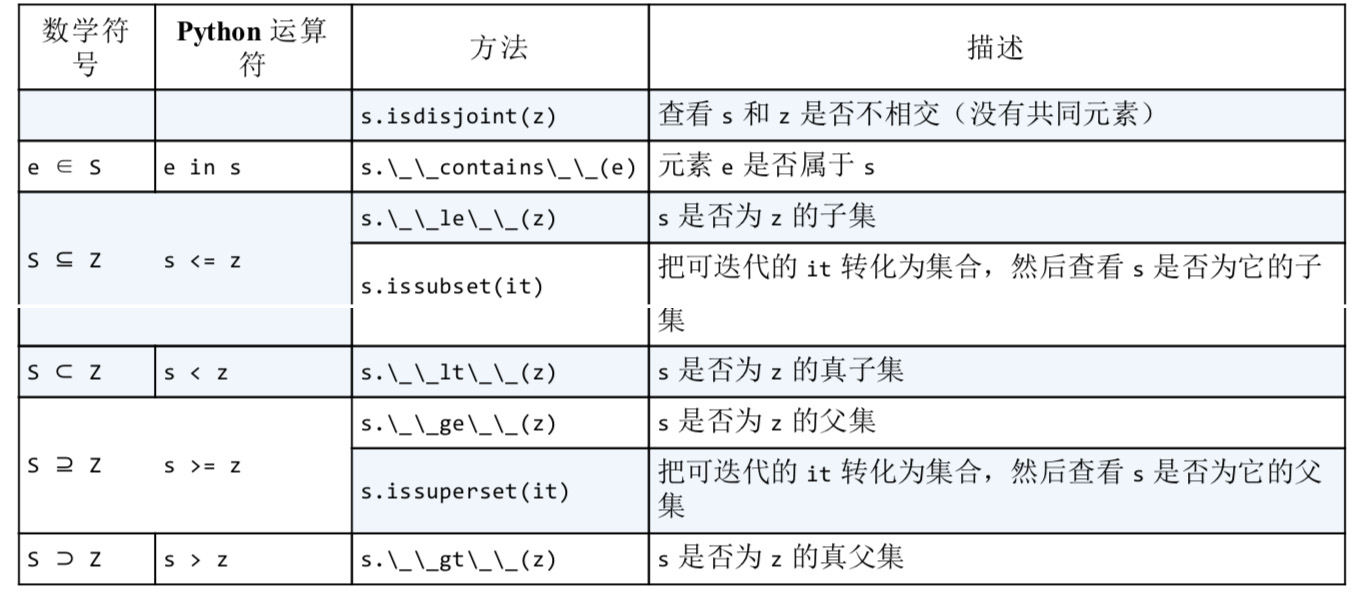 数学符
号
Python 运算
符
方法
描述
s.isdisjoint(z)
查看 s 和 z 是否不相交（没有共同元素）
e ∈ S
e in s
s.\_\_contains\_\_(e)
元素 e 是否属于 s
S ⊆ Z
s <= z
s.\_\_le\_\_(z)
s 是否为 z 的子集
s.issubset(it)
把可迭代的 it 转化为集合，然后查看 s 是否为它的子
集
S ⊂ Z
s < z
s.\_\_lt\_\_(z)
s 是否为 z 的真子集
S ⊇ Z
s >= z
s.\_\_ge\_\_(z)
s 是否为 z 的父集
s.issuperset(it)
把可迭代的 it 转化为集合，然后查看 s 是否为它的父
集
S ⊃ Z
s > z
s.\_\_gt\_\_(z)
s 是否为 z 的真父集